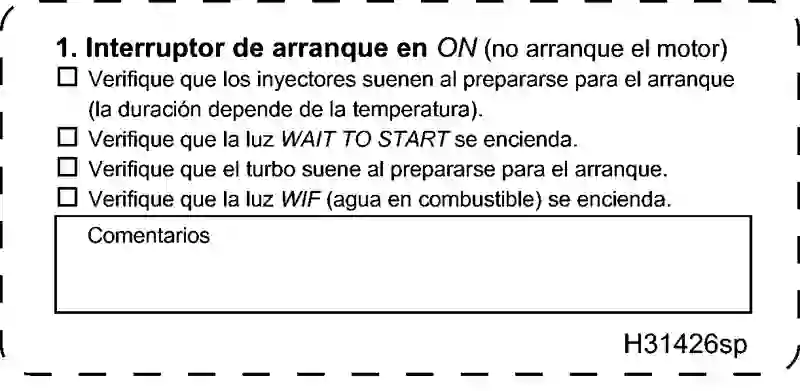 1. Interruptor de arranque en ON (no arranque el motor)
☐ Verifique que los inyectores suenen al prepararse para el arranque
(la duración depende de la temperatura).
☐ Verifique que la luz WAIT TO START se encienda.
☐ Verifique que el turbo suene al prepararse para el arranque.
☐ Verifique que la luz WIF (agua en combustible) se encienda.
Comentarios
H31426sp